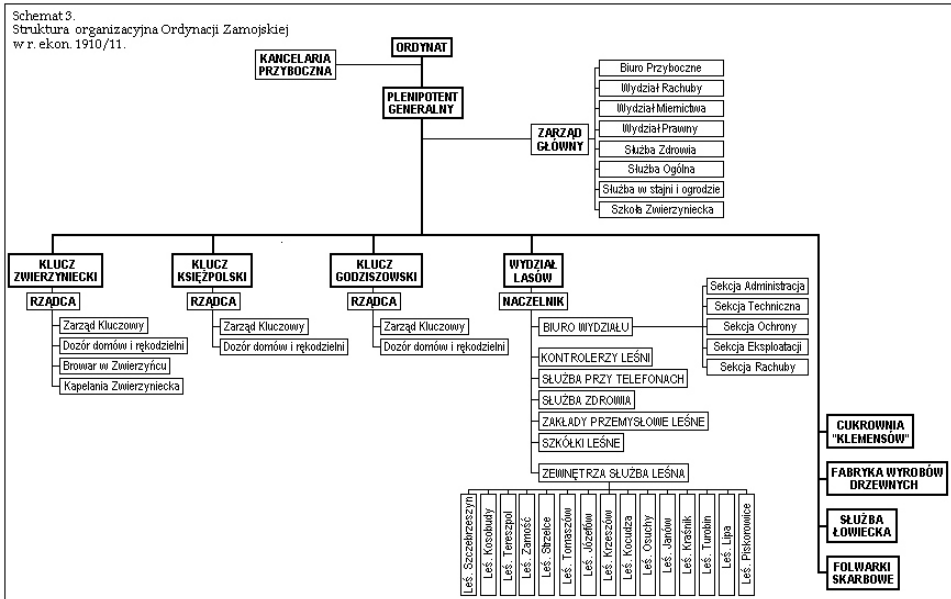 Schemat 3.
Struktura organizacyjna Ordynacji Zamojskiej
w r. ekon. 1910/11.
ORDYNAT
KANCELARIA
PRZYBOCZNA
PLENIPOTENT
GENERALNY
ZARZĄD
GŁÓWNY
Biuro Przyboczne
Wydział Rachuby
Wydział Miernictwa
Wydział Prawny
Służba Zdrowia
Służba Ogólna
Służba w stajni i ogrodzie
Szkoła Zwierzyniecka
KLUCZ
ZWIERZYNIECKI
RZĄDCA
Zarząd Kluczowy
Dozór domów i rękodzielni
Browar w Zwierzyńcu
Kapelania Zwierzyniecka
KLUCZ
KSIĘŻPOLSKI
RZĄDCA
Zarząd Kluczowy
Dozór domów i rękodzielni
KLUCZ
GODZISZOWSKI
RZĄDCA
Zarząd Kluczowy
Dozór domów i rękodzielni
WYDZIAŁ
LASÓW
NACZELNIK
BIURO WYDZIAŁU
Sekcja Administracja
Sekcja Techniczna
Sekcja Ochrony
Sekcja Eksploatacji
Sekcja Rachuby
KONTROLERZY LEŚNI
SŁUŻBA PRZY TELEFONACH
SŁUŻBA ZDROWIA
ZAKŁADY PRZEMYSŁOWE LEŚNE
SZKÓŁKI LEŚNE
ZEWNĘTRZA SŁUŻBA LEŚNA
Leś. Szczebrzeszyn
Leś. Kosobudy
Leś. Tereszpol
Leś. Zamość
Leś. Strzelce
Leś. Tomaszów
Leś. Józefów
Leś. Krzeszów
Leś. Kocudza
Leś. Osuchy
Leś. Janów
Leś. Kraśnik
Leś. Turobin
Leś. Lipa
Leś. Piskorowice
CUKROWNIA
"KLEMENSÓW"
FABRYKA WYROBÓW
DRZEWNYCH
SŁUŻBA
ŁOWIECKA
FOLWARKI
SKARBOWE